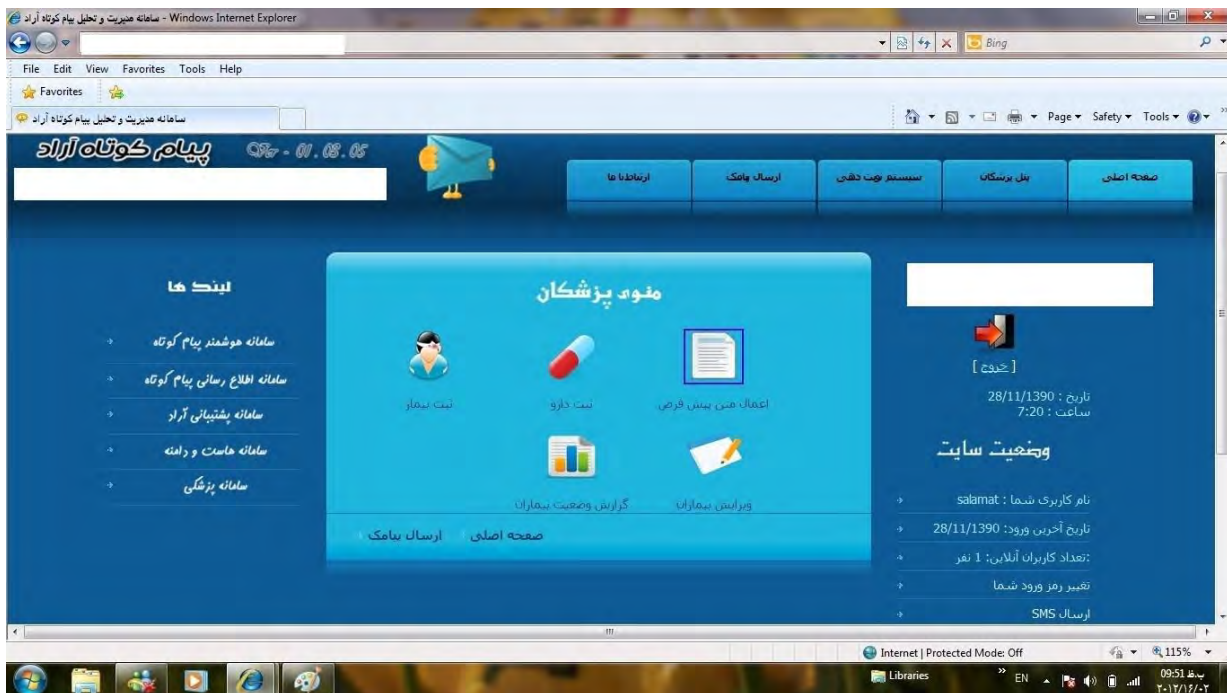 سامانه مدیریت و تحلیل پیام کوتاه آراد - Windows Internet Explorer
Bing
File Edit View Favorites Tools Help
Favorites
سامانه مدیریت و تحلیل پیام کوتاه آراد
Page Safety Tools
پیام کوتاه آراد
صفحه اصلی
پنل پزشکان
سیستم نوبت دهی
ارسال پیامک
ارتباط با ما
[ خروج ]
تاریخ : 28/11/1390
ساعت : 7:20
وضعیت سایت
نام کاربری شما : salamat
تاریخ آخرین ورود: 28/11/1390
تعداد کاربران آنلاین: 1 نفر:
تغییر رمز ورود شما
ارسال SMS
منوی پزشکان
اعمال متن پیش فرض
ثبت دارو
ثبت بیمار
ویرایش بیماران
گزارش وضعیت بیماران
صفحه اصلی
ارسال پیامک
لینک ها
سامانه هوشمند پیام کوتاه
سامانه اطلاع رسانی پیام کوتاه
سامانه پشتیبانی آراد
سامانه هاست و دامنه
سامانه پزشکی
Internet | Protected Mode: Off
115%
Libraries
EN
09:51 ب.ظ
۲۰۱۲/۱۶/۰۲